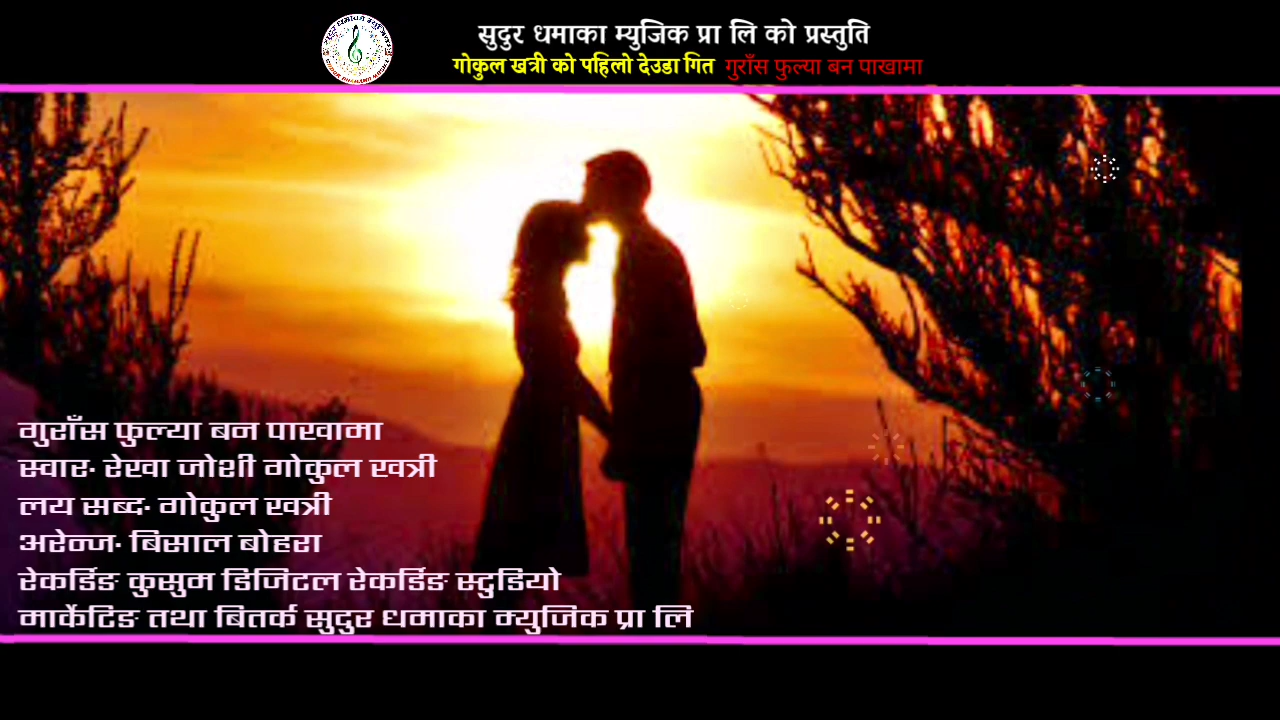 सुदुर धमाका म्युजिक प्रा लि को प्रस्तुति
गोकुल खत्री को पहिलो देउडा गित गुराँस फुल्या बन पाखामा
गुराँस फुल्या बन पाखामा
स्वार. रेखा जोशी गोकुल खत्री
लय सब्द. गोकुल खत्री
अरेन्ज. बिसाल बोहरा
रेकर्डिङ कुसुम डिजिटल रेकर्डिङ स्टुडियो
मार्केटिङ तथा बितर्क सुदुर धमाका म्युजिक प्रा लि